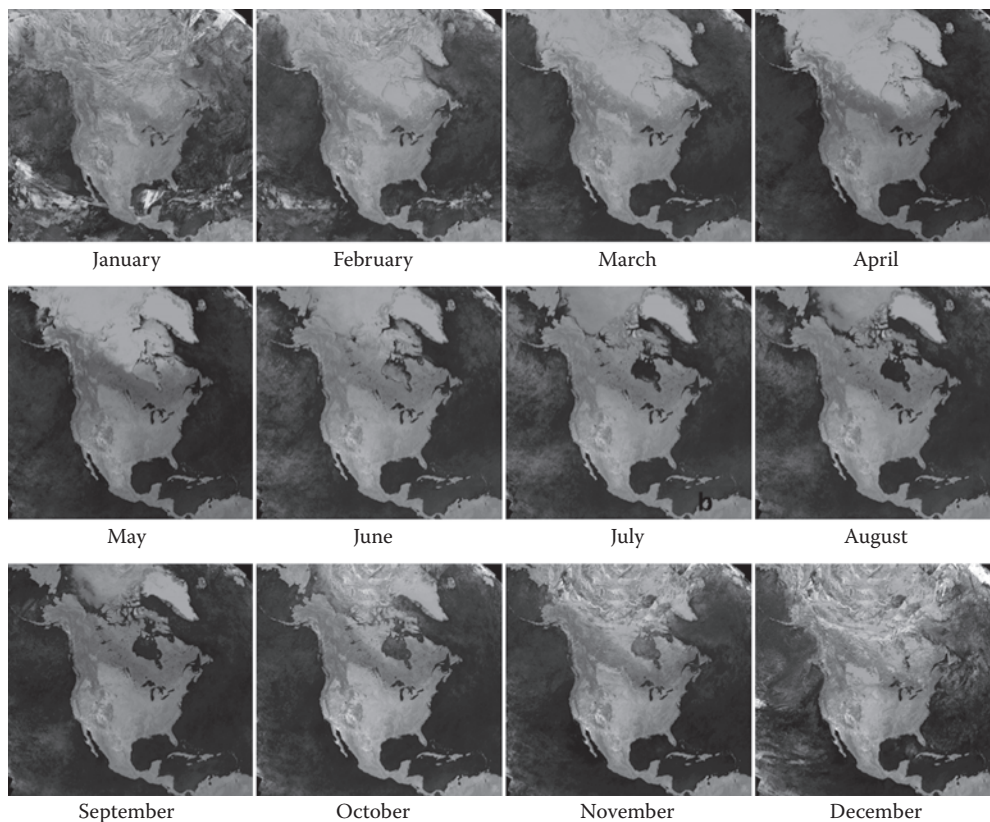 January February March April
b
May June July August
September October November December